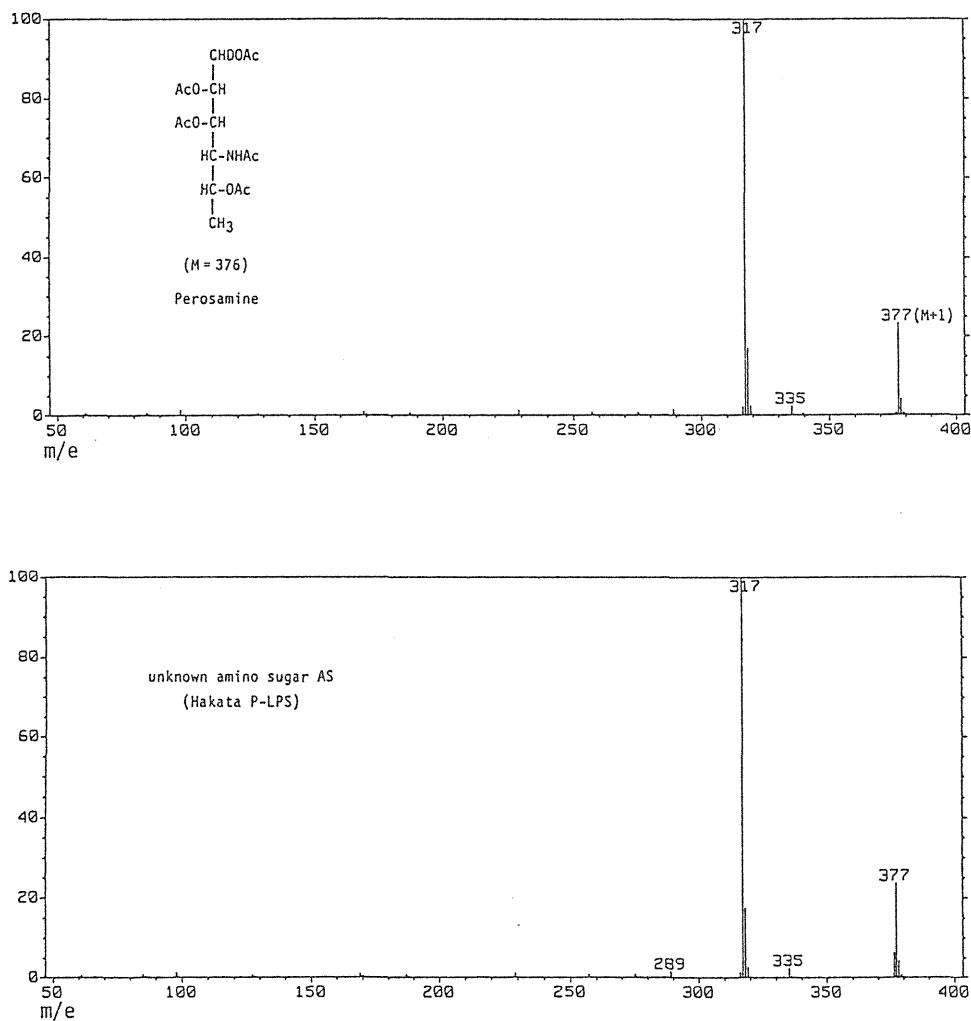 100
80
60
40
20
0
50 100 150 200 250 300 350 400
m/e
317
377(M+1)
335
CHDOAc
AcO-CH
AcO-CH
HC-NHAc
HC-OAc
CH3
(M=376)
Perosamine
100
80
60
40
20
0
50 100 150 200 250 300 350 400
m/e
317
377
335
289
unknown amino sugar AS
(Hakata P-LPS)